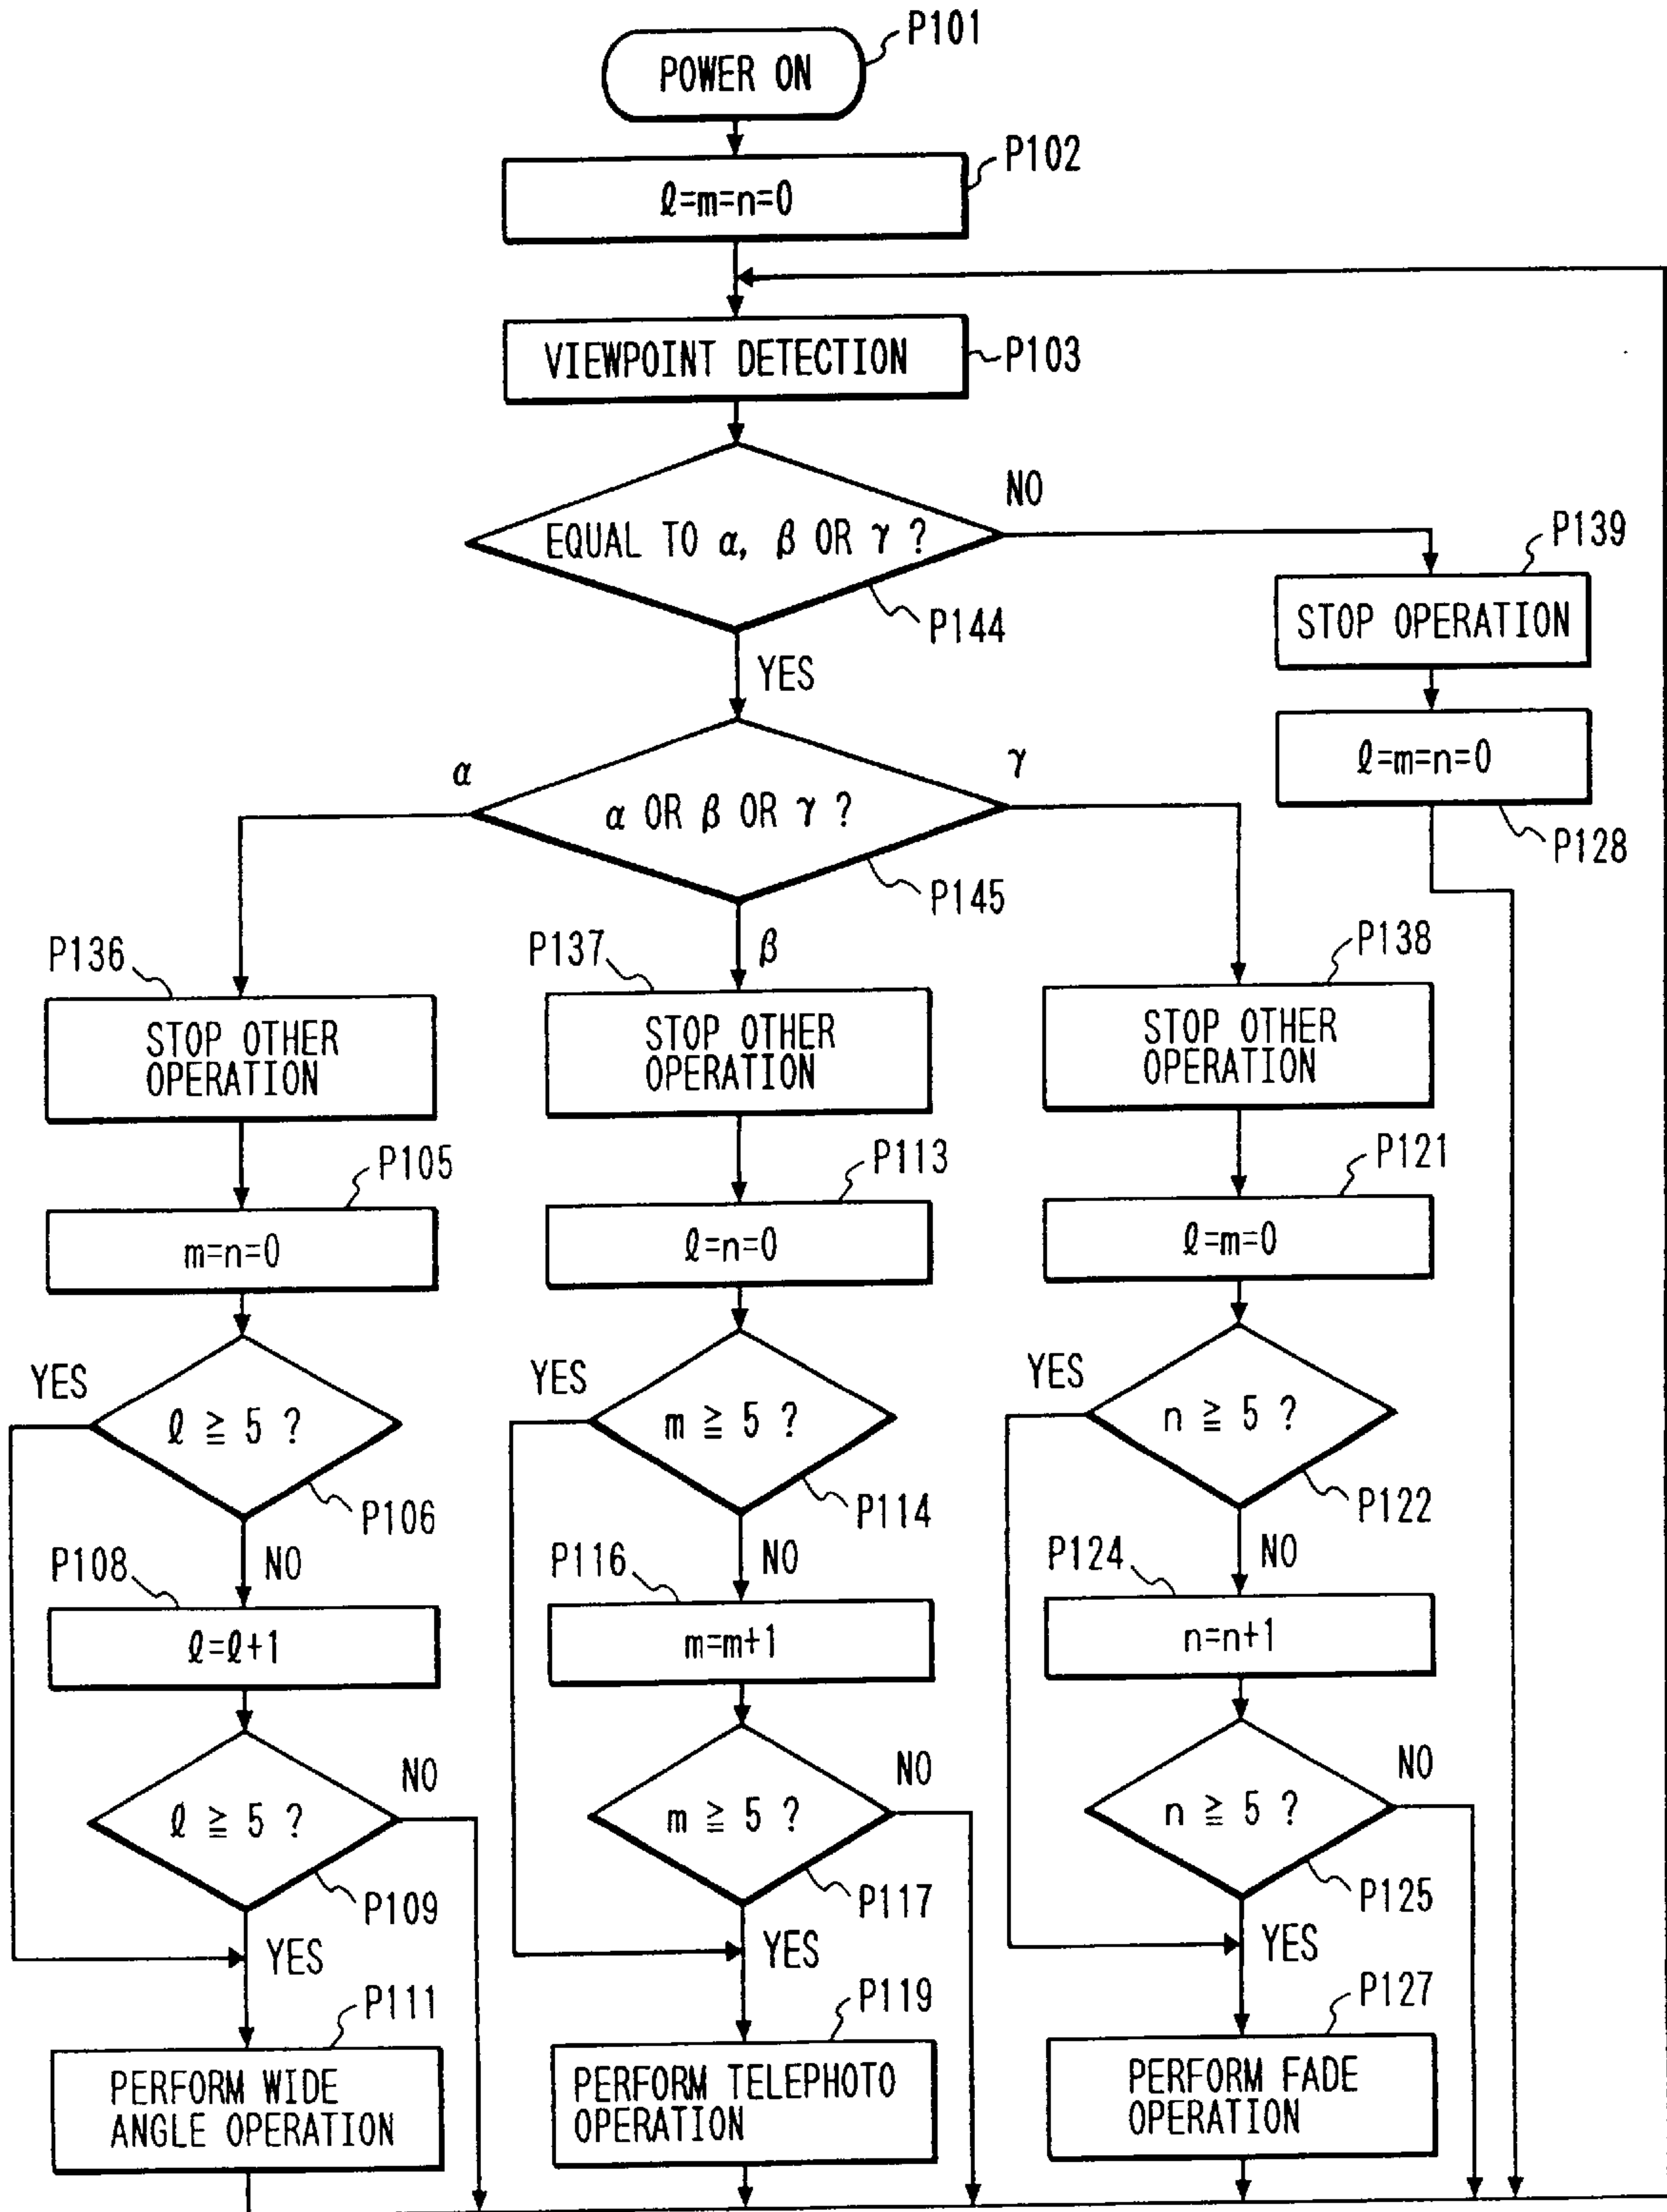 P101
POWER ON
P102
ℓ=m=n=0
VIEWPOINT DETECTION
P103
NO
EQUAL TO α, β OR γ ?
P139
P144
STOP OPERATION
YES
ℓ=m=n=0
α
γ
α OR β OR γ ?
P128
P145
P136
P137
β
P138
STOP OTHER
OPERATION
STOP OTHER
OPERATION
STOP OTHER
OPERATION
P105
P113
P121
m=n=0
ℓ=n=0
ℓ=m=0
YES
YES
YES
ℓ ≧ 5 ?
m ≧ 5 ?
n ≧ 5 ?
P106
P114
P122
P108
NO
P116
NO
P124
NO
ℓ=ℓ+1
m=m+1
n=n+1
NO
NO
NO
ℓ ≧ 5 ?
m ≧ 5 ?
n ≧ 5 ?
P109
P117
P125
YES
YES
YES
P111
P119
P127
PERFORM WIDE
ANGLE OPERATION
PERFORM TELEPHOTO
OPERATION
PERFORM FADE
OPERATION